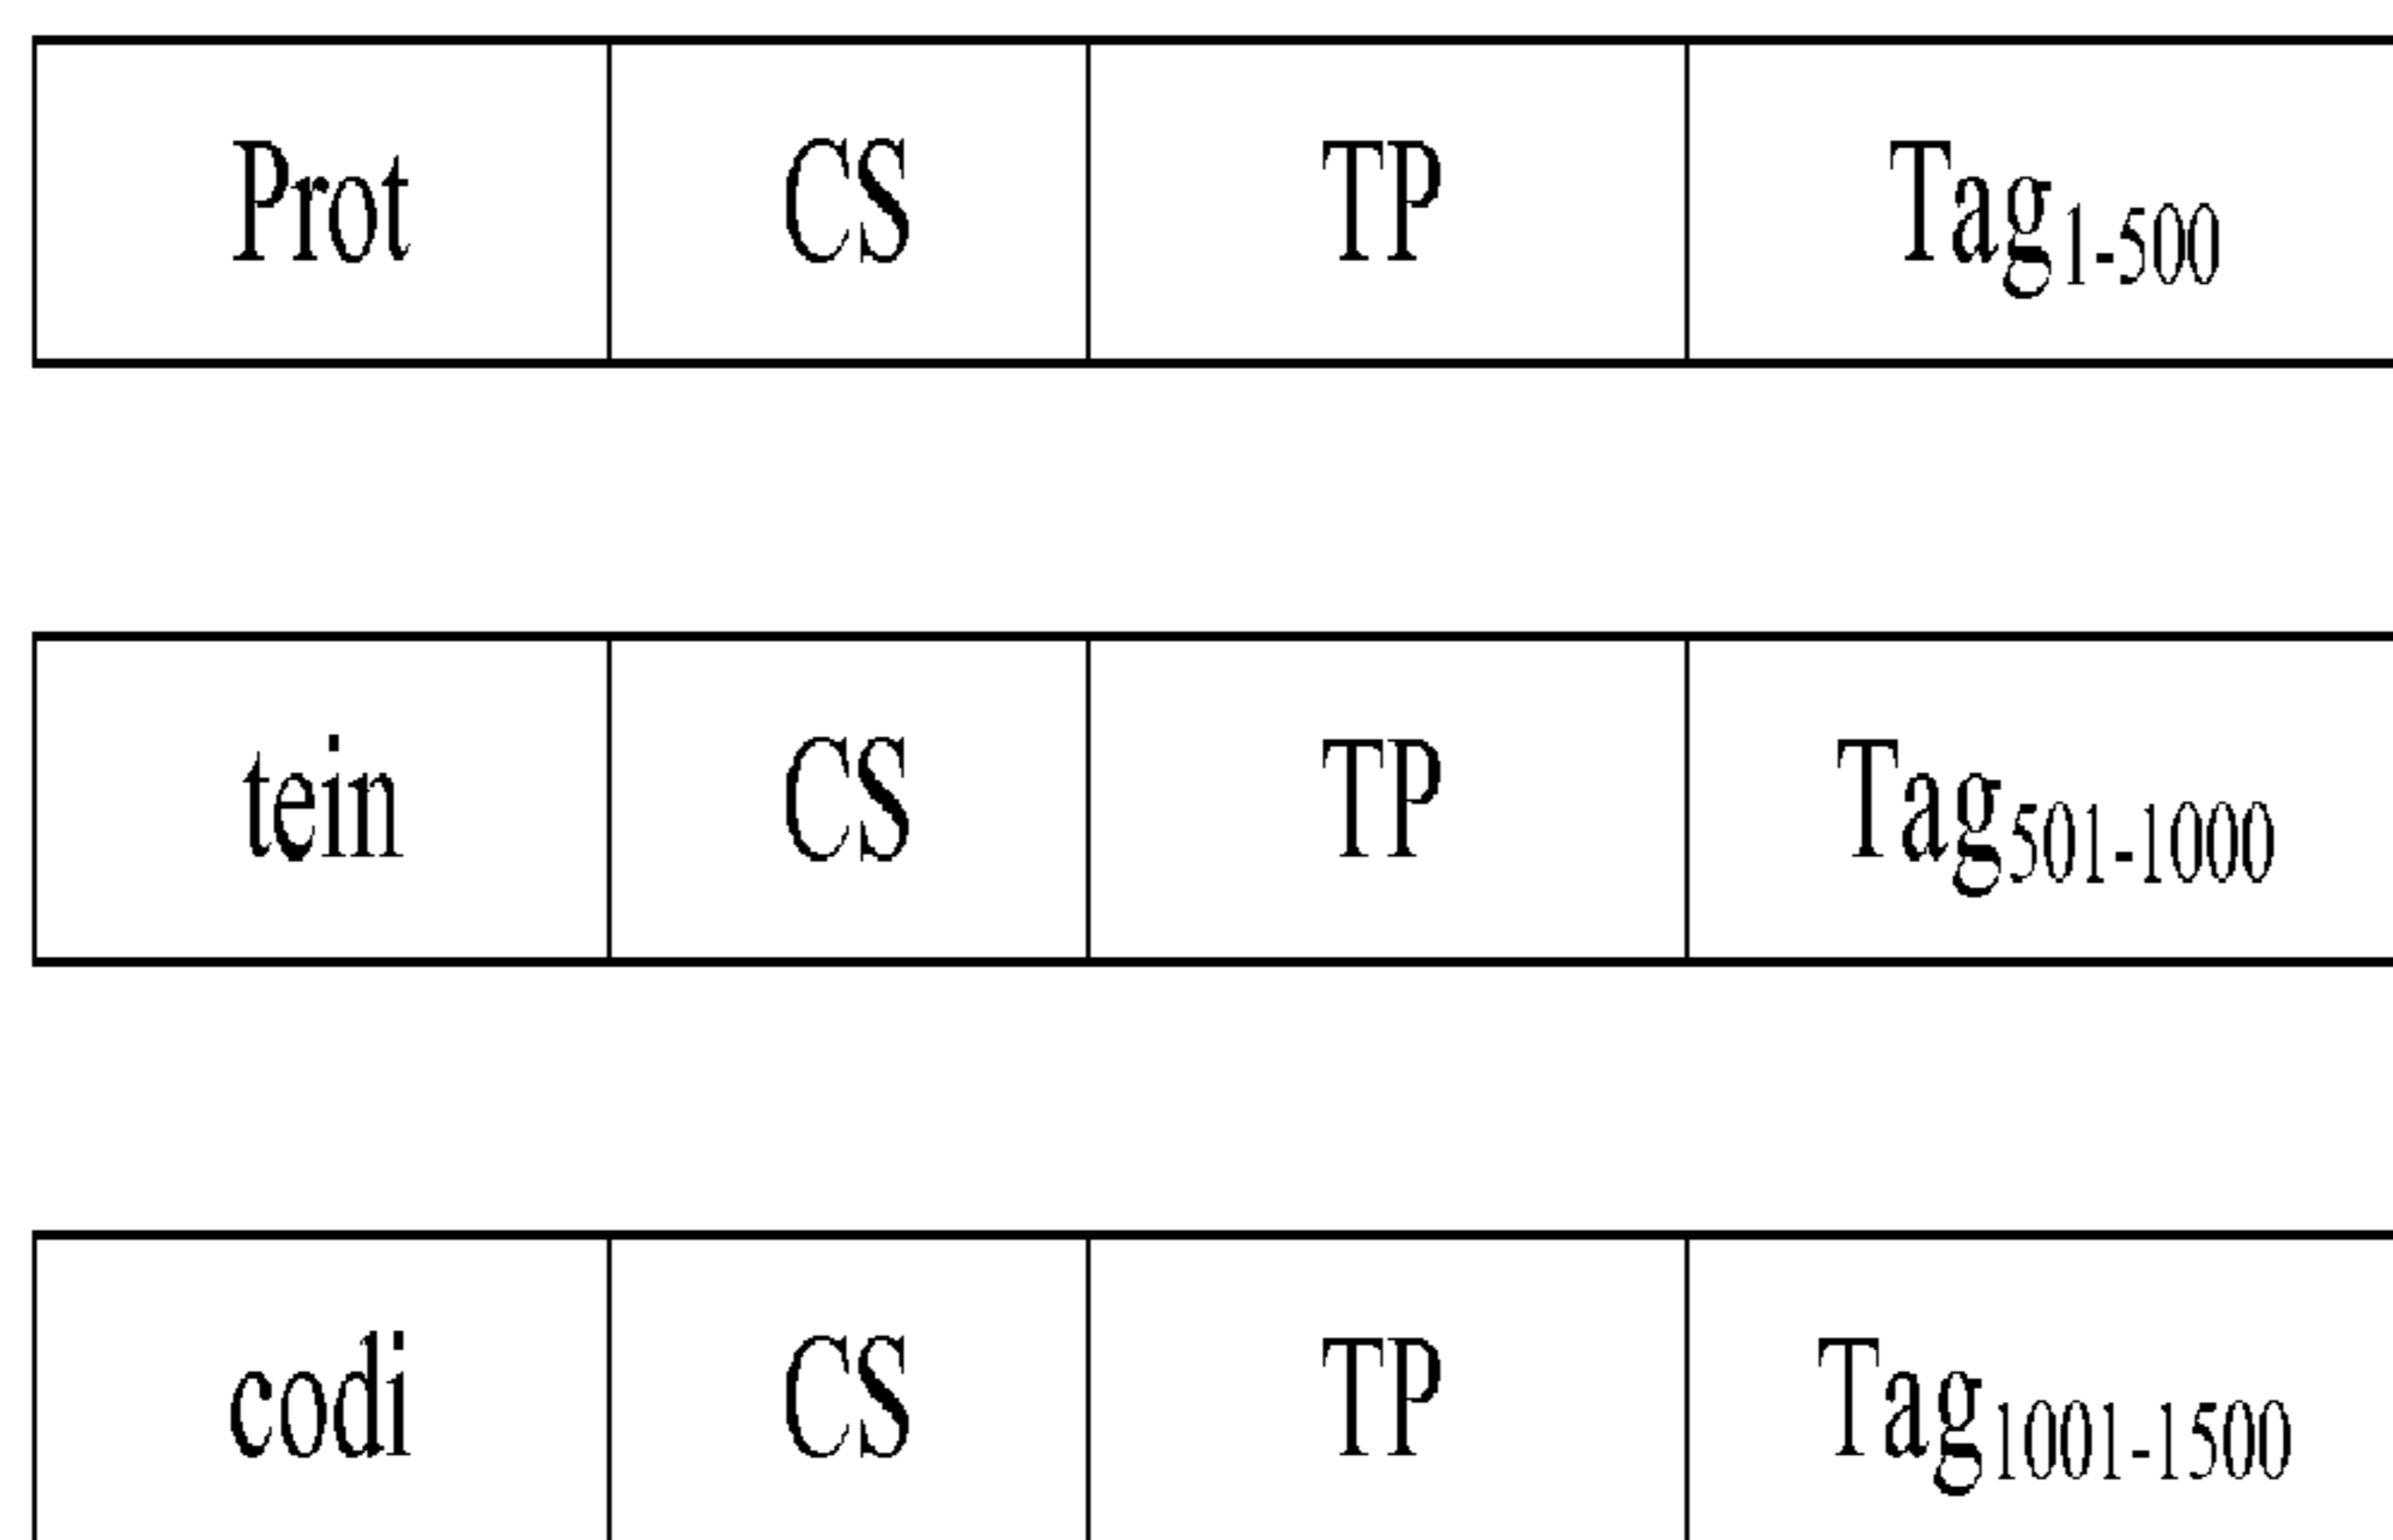 Prot CS TP Tag1-500
tein CS TP Tag501-1000
codi CS TP Tag1001-1500